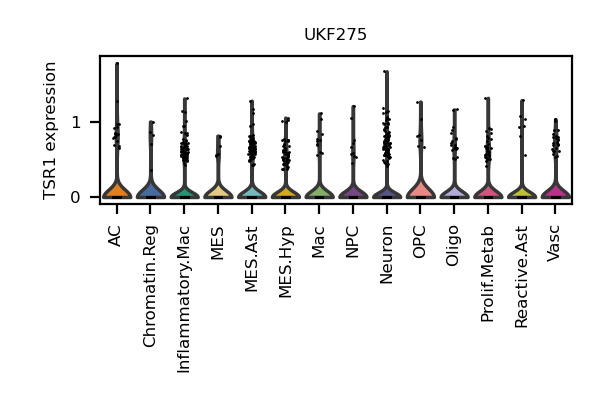 UKF275
TSR1 expression
1
0
AC
Chromatin.Reg
Inflammatory.Mac
MES
MES.Ast
MES.Hyp
Mac
NPC
Neuron
OPC
Oligo
Prolif.Metab
Reactive.Ast
Vasc